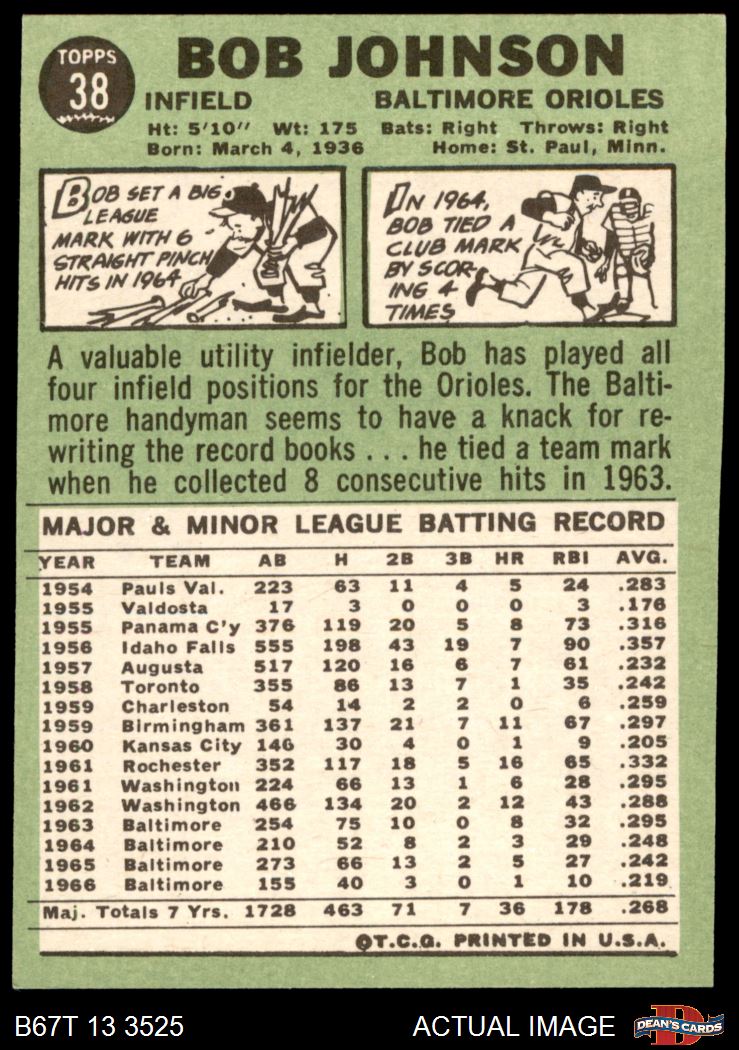 TOPPS
38
BOB JOHNSON
INFIELD BALTIMORE ORIOLES
Ht: 5'10" Wt: 175 Bats: Right Throws: Right
Born: March 4, 1936 Home: St. Paul, Minn.
BOB SET A BIG
LEAGUE
MARK WITH 6
STRAIGHT PINCH
HITS IN 1964
IN 1964,
BOB TIED A
CLUB MARK
BY SCOR-
ING 4
TIMES
A valuable utility infielder, Bob has played all
four infield positions for the Orioles. The Balti-
more handyman seems to have a knack for re-
writing the record books . . . he tied a team mark
when he collected 8 consecutive hits in 1963.
MAJOR & MINOR LEAGUE BATTING RECORD
YEAR TEAM AB H 2B 3B HR RBI AVG.
1954 Pauls Val. 223 63 11 4 5 24 .283
1955 Valdosta 17 3 0 0 0 3 .176
1955 Panama C'y 376 119 20 5 8 73 .316
1956 Idaho Falls 555 198 43 19 7 90 .357
1957 Augusta 517 120 16 6 7 61 .232
1958 Toronto 355 86 13 7 1 35 .242
1959 Charleston 54 14 2 2 0 6 .259
1959 Birmingham 361 137 21 7 11 67 .297
1960 Kansas City 146 30 4 0 1 9 .205
1961 Rochester 352 117 18 5 16 65 .332
1961 Washington 224 66 13 1 6 28 .295
1962 Washington 466 134 20 2 12 43 .288
1963 Baltimore 254 75 10 0 8 32 .295
1964 Baltimore 210 52 8 2 3 29 .248
1965 Baltimore 273 66 13 2 5 27 .242
1966 Baltimore 155 40 3 0 1 10 .219
Maj. Totals 7 Yrs. 1728 463 71 7 36 178 .268
©T.C.G. PRINTED IN U.S.A.
B67T 13 3525 ACTUAL IMAGE
D
DEAN'S CARDS